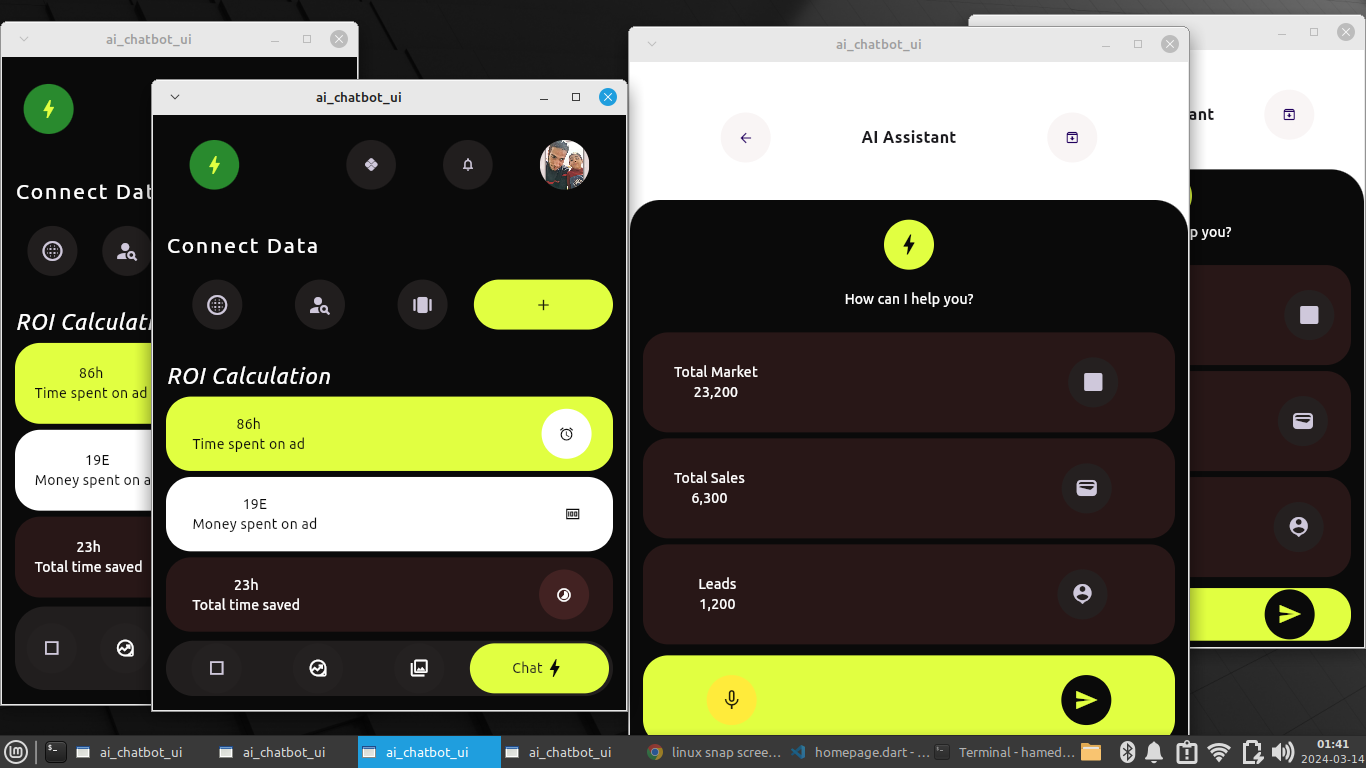 ai_chatbot_ui
Connect Dat
ROI Calculati
86h
Time spent on ad
19E
Money spent on a
23h
Total time saved
ai_chatbot_ui
Connect Data
+
ROI Calculation
86h
Time spent on ad
19E
Money spent on ad
23h
Total time saved
Chat
ai_chatbot_ui
AI Assistant
How can I help you?
Total Market
23,200
Total Sales
6,300
Leads
1,200
ant
p you?
ai_chatbot_ui
ai_chatbot_ui
ai_chatbot_ui
ai_chatbot_ui
linux snap scree...
homepage.dart - ...
Terminal - hamed...
01:41
2024-03-14